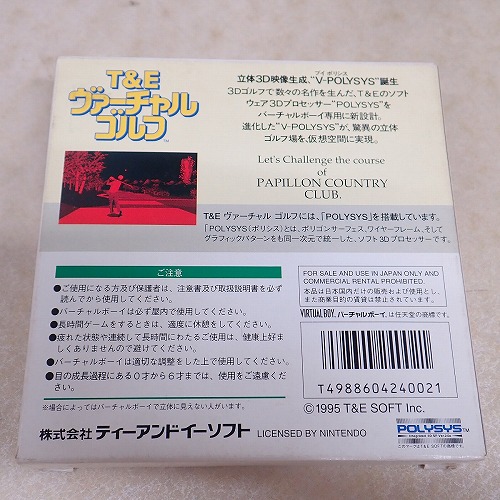 T&E
ヴァーチャル
ゴルフ™
ブイ ポリシス
立体3D映像生成、"V-POLYSYS"誕生
3Dゴルフで数々の名作を生んだ、T&Eのソフト
ウェア3Dプロセッサー"POLYSYS"を
バーチャルボーイ専用に新設計。
進化した"V-POLYSYS"が、驚異の立体
ゴルフ場を、仮想空間に実現。
Let's Challenge the course
of
PAPILLON COUNTRY
CLUB.
T&E ヴァーチャル ゴルフには、「POLYSYS」を搭載しています。
「POLYSYS(ポリシス)とは、ポリゴンサーフェス、ワイヤーフレーム、そして
グラフィックパターンをも同一次元で統一した、ソフト3Dプロセッサーです。
ご注意
●ご使用になる方及び保護者は、注意書及び取扱説明書を必ず
読んでから使用してください。
●バーチャルボーイは必ず屋内で使用してください。
●長時間ゲームをするときは、適度に休憩をしてください。
●疲れた状態や連続して長時間にわたるご使用は、健康上好ま
しくありませんので避けてください。
●バーチャルボーイは適切な調整をした上で使用してください。
●目の成長過程にある0才から6才までは、使用をご遠慮くだ
さい。
※場合によってはバーチャルボーイで立体に見えない人がいます。
FOR SALE AND USE IN JAPAN ONLY AND
COMMERCIAL RENTAL PROHIBITED.
本品は日本国内だけの販売および使用とし、
また商業目的の賃貸は禁止されています。
VIRTUAL BOY, バーチャルボーイ, は任天堂の商標です。
T4988604240021
©1995 T&E SOFT Inc.
株式会社 ティーアンドイーソフト LICENSED BY NINTENDO
POLYSYS™